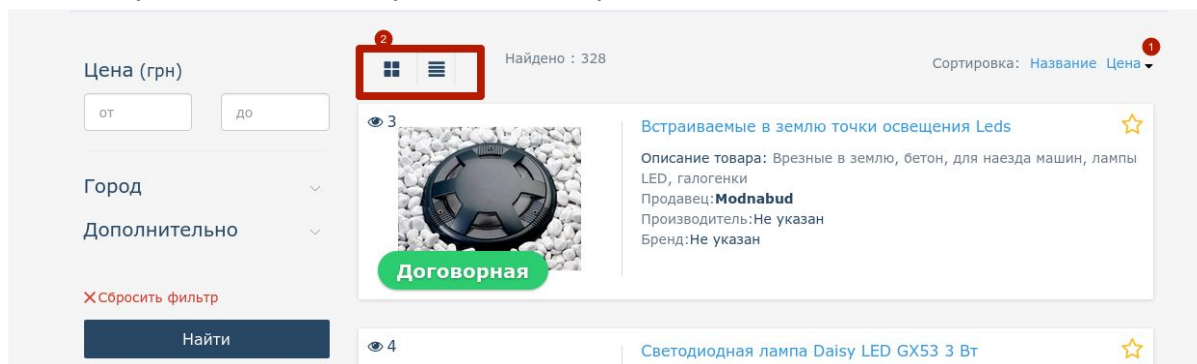 2
Найдено : 328
1
Сортировка: Название Цена
Цена (грн)
от
до
Город
Дополнительно
Сбросить фильтр
Найти
3
Договорная
Встраиваемые в землю точки освещения Leds
Описание товара: Врезные в землю, бетон, для наезда машин, лампы
LED, галогенки
Продавец:Modnabud
Производитель:Не указан
Бренд:Не указан
4
Светодиодная лампа Daisy LED GX53 3 Вт